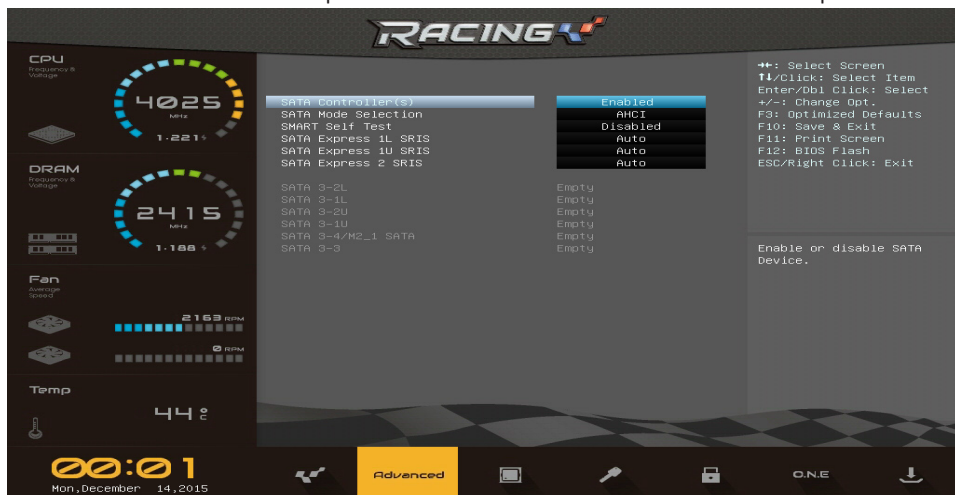 RACING
CPU
Frequency &
Voltage
4025
MHz
1.221
DRAM
Frequency &
Voltage
2415
MHz
1.188
Fan
Average
Speed
2163 RPM
0 RPM
Temp
44 °C
SATA Controller(s) Enabled
SATA Mode Selection AHCI
SMART Self Test Disabled
SATA Express 1L SRIS Auto
SATA Express 1U SRIS Auto
SATA Express 2 SRIS Auto
SATA 3-2L Empty
SATA 3-1L Empty
SATA 3-2U Empty
SATA 3-1U Empty
SATA 3-4/M2_1 SATA Empty
SATA 3-3 Empty
→←: Select Screen
↑↓/Click: Select Item
Enter/Dbl Click: Select
+/-: Change Opt.
F3: Optimized Defaults
F10: Save & Exit
F11: Print Screen
F12: BIOS Flash
ESC/Right Click: Exit
Enable or disable SATA
Device.
00:01
Mon,December 14,2015
Advanced
O.N.E